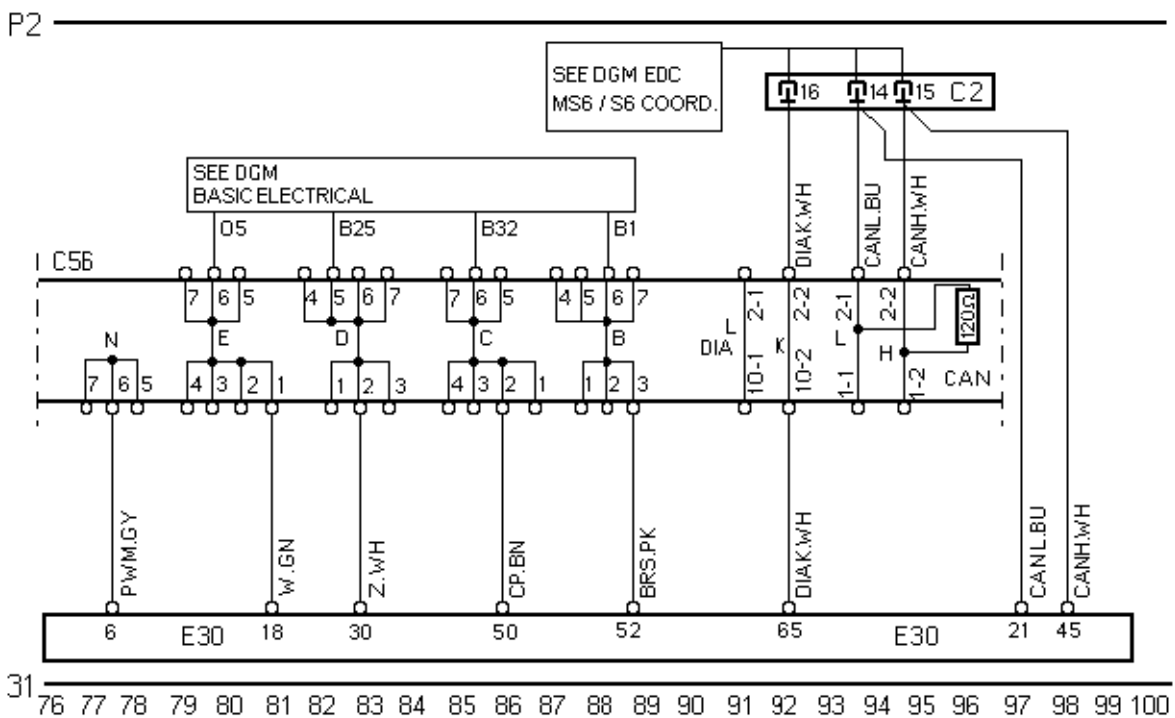 P2
SEE DGM EDC
MS6 / S6 COORD.
16 14 15 C2
SEE DGM
BASIC ELECTRICAL
O5 B25 B32 B1
DIAK.WH CANL.BU CANH.WH
C56
7 6 5 4 5 6 7 7 6 5 4 5 6 7
2-1 2-2 2-1 2-2
120Ω
N E D C B
L
DIA
K L H
CAN
7 6 5 4 3 2 1 1 2 3 4 3 2 1 1 2 3
10-1 10-2 1-1 1-2
PWM.GY W.GN Z.WH CP.BN BRS.PK DIAK.WH CANL.BU CANH.WH
6 E30 18 30 50 52 65 E30 21 45
31
76 77 78 79 80 81 82 83 84 85 86 87 88 89 90 91 92 93 94 95 96 97 98 99 100